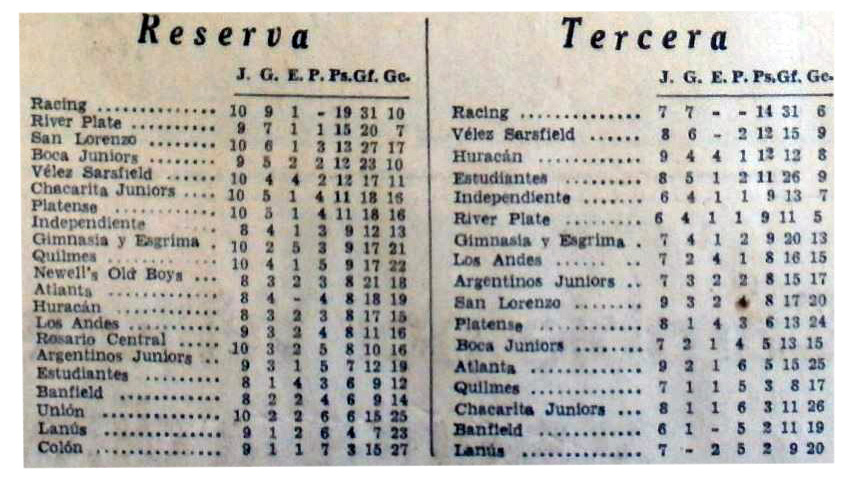 Reserva
J. G. E. P. Ps. Gf. Gc.
Racing ............... 10 9 1 - 19 31 10
River Plate ............ 9 7 1 1 15 20 7
San Lorenzo ........... 10 6 1 3 13 27 17
Boca Juniors .......... 9 5 2 2 12 23 10
Vélez Sarsfield ....... 10 4 4 2 12 17 11
Chacarita Juniors .... 10 5 1 4 11 18 16
Platense .............. 10 5 1 4 11 18 16
Independiente ........ 8 4 1 3 9 12 13
Gimnasia y Esgrima . 10 2 5 3 9 17 21
Quilmes ............... 10 4 1 5 9 17 22
Newell's Old Boys ... 8 3 2 3 8 21 18
Atlanta ............... 8 4 - 4 8 18 19
Huracán .............. 8 3 2 3 8 17 15
Los Andes ............ 9 3 2 4 8 11 16
Rosario Central ..... 10 3 2 5 8 10 16
Argentinos Juniors .. 9 3 1 5 7 12 19
Estudiantes .......... 8 1 4 3 6 9 12
Banfield .............. 8 2 2 4 6 9 14
Unión ................ 10 2 2 6 6 15 25
Lanús ................ 9 1 2 6 4 7 23
Colón ................ 9 1 1 7 3 15 27
Tercera
J. G. E. P. Ps. Gf. Gc.
Racing ............... 7 7 - - 14 31 6
Vélez Sarsfield ...... 8 6 - 2 12 15 9
Huracán ............. 9 4 4 1 12 12 8
Estudiantes ......... 8 5 1 2 11 26 9
Independiente ....... 6 4 1 1 9 13 7
River Plate ......... 6 4 1 1 9 11 5
Gimnasia y Esgrima . 7 4 1 2 9 20 13
Los Andes .......... 7 2 4 1 8 16 15
Argentinos Juniors .. 7 3 2 2 8 15 17
San Lorenzo ........ 9 3 2 4 8 17 20
Platense ............ 8 1 4 3 6 13 24
Boca Juniors ........ 7 2 1 4 5 13 15
Atlanta ............. 9 2 1 6 5 15 25
Quilmes ............. 7 1 1 5 3 8 17
Chacarita Juniors ... 8 1 1 6 3 11 26
Banfield ............ 6 1 - 5 2 11 19
Lanús ............... 7 - 2 5 2 9 20